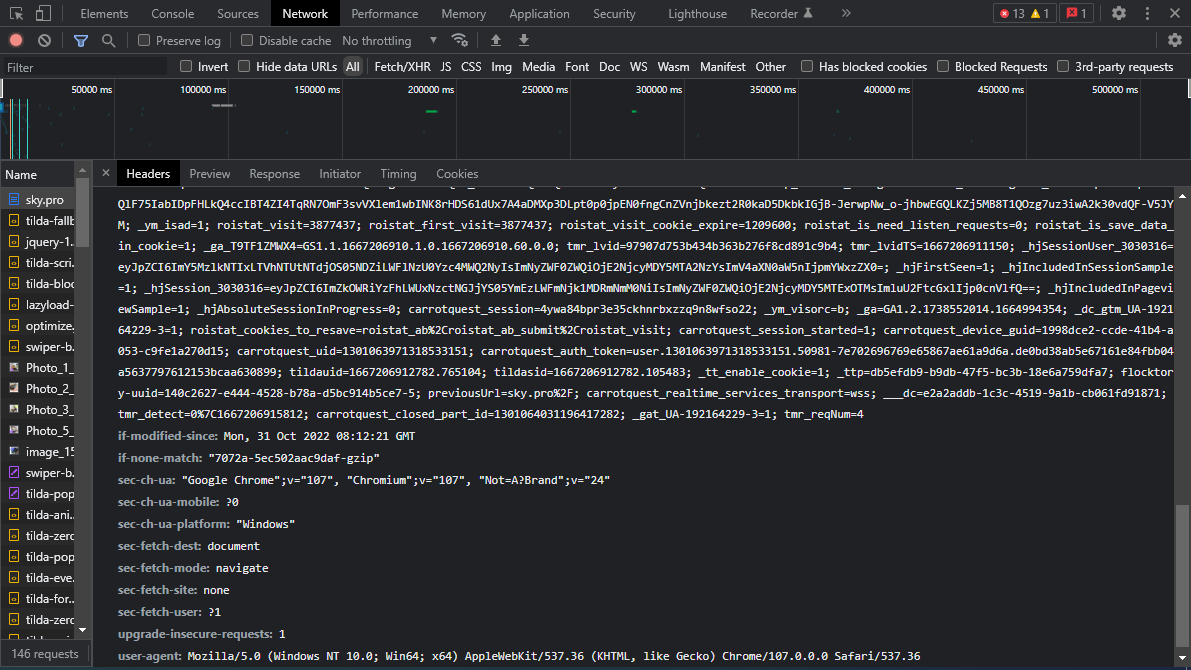 Elements Console Sources Network Performance Memory Application Security Lighthouse Recorder » 13 1 1
Preserve log Disable cache No throttling
Filter Invert Hide data URLs All Fetch/XHR JS CSS Img Media Font Doc WS Wasm Manifest Other Has blocked cookies Blocked Requests 3rd-party requests
50000 ms 100000 ms 150000 ms 200000 ms 250000 ms 300000 ms 350000 ms 400000 ms 450000 ms 500000 ms
Name
sky.pro
tilda-fallb
jquery-1..
tilda-scri..
tilda-bloc
lazyload-
optimize.
swiper-b.
Photo_1_
Photo_2_
Photo_3_
Photo_5_
image_15
swiper-b.
tilda-pop
tilda-ani..
tilda-zerc
tilda-pop
tilda-eve.
tilda-for..
tilda-zerc
146 requests
× Headers Preview Response Initiator Timing Cookies
QlF75IabIDpFHLkQ4ccIBT4ZI4TqRN7OmF3svVX1em1wbINK8rHDS61dUx7A4aDMXp3DLpt0p0jpEN0fngCnZVnjbkezt2R0kaD5DkbkIGjB-JerwpNw_o-jhbwEGQLKZj5MB8T1QOzg7uz3iwA2k30vdQF-V5JY
M; _ym_isad=1; roistat_visit=3877437; roistat_first_visit=3877437; roistat_visit_cookie_expire=1209600; roistat_is_need_listen_requests=0; roistat_is_save_data_
in_cookie=1; _ga_T9TF1ZMWX4=GS1.1.1667206910.1.0.1667206910.60.0.0; tmr_lvid=97907d753b434b363b276f8cd891c9b4; tmr_lvidTS=1667206911150; _hjSessionUser_3030316=
eyJpZCI6ImY5MzlkNTIxLTVhNTUtNTdjOS05NDZiLWFlNzU0Yzc4MWQ2NyIsImNyZWF0ZWQiOjE2NjcyMDY5MTA2NzYsImV4aXN0aW5nIjpmYWxzZX0=; _hjFirstSeen=1; _hjIncludedInSessionSample
=1; _hjSession_3030316=eyJpZCI6ImZkOWRiYzFhLWUxNzctNGJjYS05YmEzLWFmNjk1MDRmNmM0NiIsImNyZWF0ZWQiOjE2NjcyMDY5MTExOTMsImluU2FtcGxlIjp0cnVlfQ==; _hjIncludedInPagevi
ewSample=1; _hjAbsoluteSessionInProgress=0; carrotquest_session=4ywa84bpr3e35ckhnrbxzzq9n8wfso22; _ym_visorc=b; _ga=GA1.2.1738552014.1664994354; _dc_gtm_UA-1921
64229-3=1; roistat_cookies_to_resave=roistat_ab%2Croistat_ab_submit%2Croistat_visit; carrotquest_session_started=1; carrotquest_device_guid=1998dce2-ccde-41b4-a
053-c9fe1a270d15; carrotquest_uid=1301063971318533151; carrotquest_auth_token=user.1301063971318533151.50981-7e702696769e65867ae61a9d6a.de0bd38ab5e67161e84fbb04
a5637797612153bcaa630899; tildauid=1667206912782.765104; tildasid=1667206912782.105483; _tt_enable_cookie=1; _ttp=db5efdb9-b9db-47f5-bc3b-18e6a759dfa7; flocktor
y-uuid=140c2627-e444-4528-b78a-d5bc914b5ce7-5; previousUrl=sky.pro%2F; carrotquest_realtime_services_transport=wss; ___dc=e2a2addb-1c3c-4519-9a1b-cb061fd91871;
tmr_detect=0%7C1667206915812; carrotquest_closed_part_id=1301064031196417282; _gat_UA-192164229-3=1; tmr_reqNum=4
if-modified-since: Mon, 31 Oct 2022 08:12:21 GMT
if-none-match: "7072a-5ec502aac9daf-gzip"
sec-ch-ua: "Google Chrome";v="107", "Chromium";v="107", "Not=A?Brand";v="24"
sec-ch-ua-mobile: ?0
sec-ch-ua-platform: "Windows"
sec-fetch-dest: document
sec-fetch-mode: navigate
sec-fetch-site: none
sec-fetch-user: ?1
upgrade-insecure-requests: 1
user-agent: Mozilla/5.0 (Windows NT 10.0; Win64; x64) AppleWebKit/537.36 (KHTML, like Gecko) Chrome/107.0.0.0 Safari/537.36